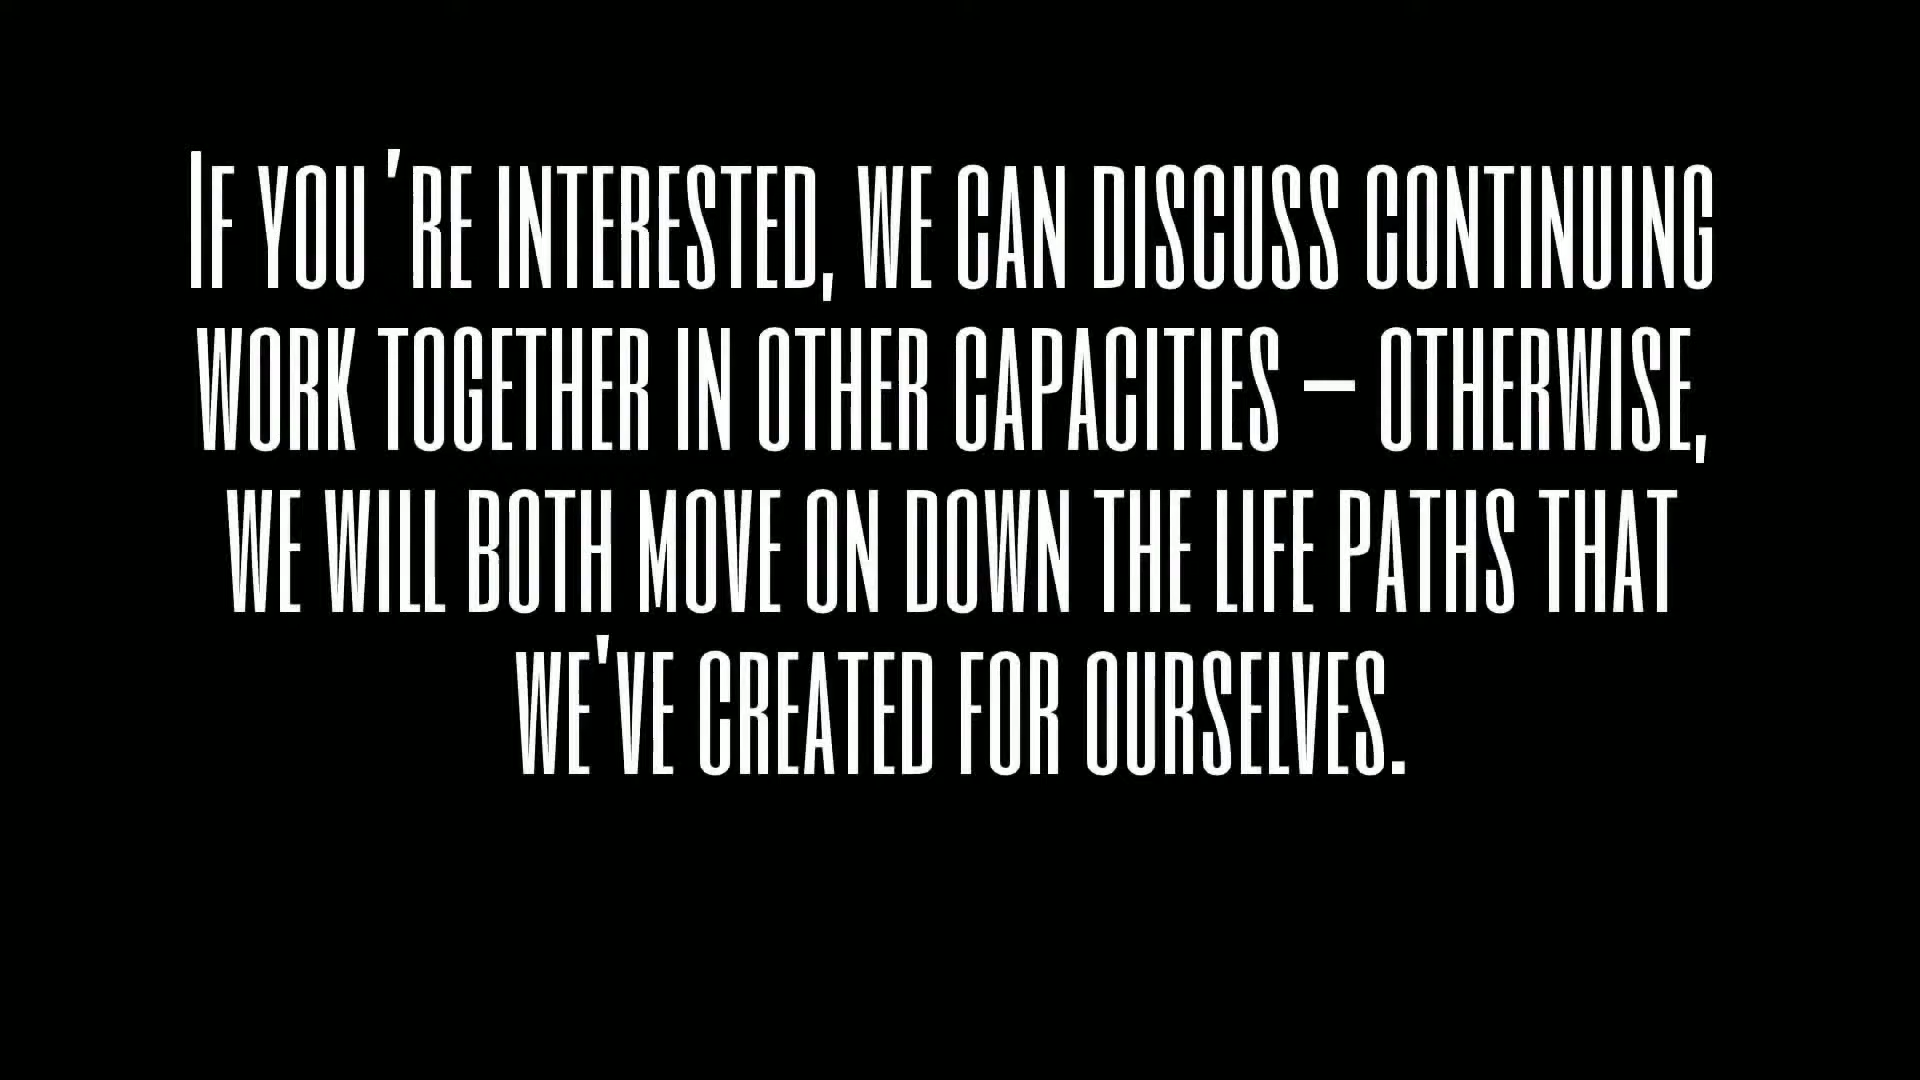 If you 're interested, we can discuss continuing
work together in other capacities – otherwise,
we will both move on down the life paths that
we've created for ourselves.